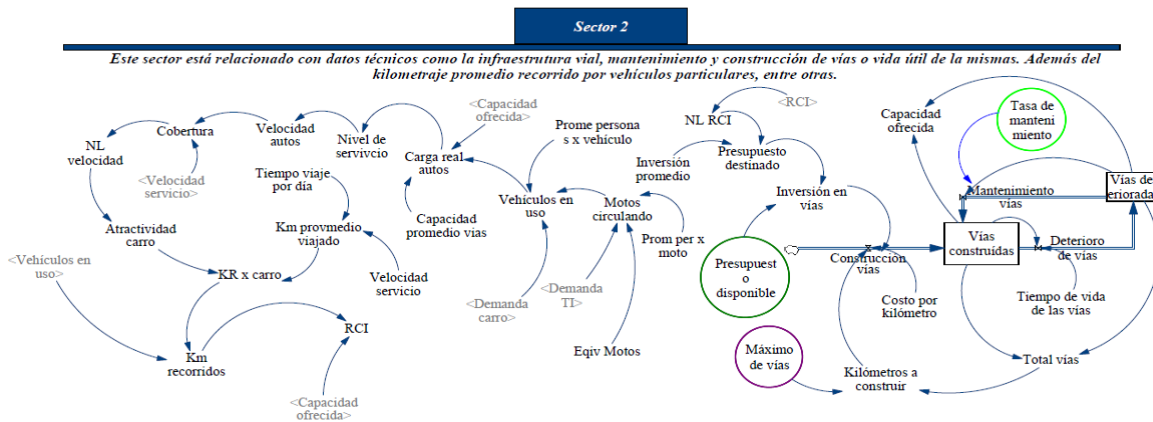 Sector 2
Este sector está relacionado con datos técnicos como la infraestrutura vial, mantenimiento y construcción de vías o vida útil de la mismas. Además del
kilometraje promedio recorrido por vehículos particulares, entre otras.
<Capacidad
ofrecida>
<RCI>
NL RCI
Capacidad
ofrecida
Tasa de
manteni
miento
NL
velocidad
Cobertura
Velocidad
autos
Nivel de
servivcio
Carga real
autos
Prome persona
s x vehículo
Presupuesto
destinado
Inversión
promedio
<Velocidad
servicio>
Tiempo viaje
por día
Vehículos en
uso
Motos
circulando
Inversión en
vías
Mantenimiento
vías
Vías de
eriorada
Atractividad
carro
Km provmedio
viajado
Capacidad
promedio vías
Prom per x
moto
Vías
construídas
Deterioro
de vías
<Vehículos en
uso>
KR x carro
Velocidad
servicio
<Demanda
carro>
<Demanda
TI>
Presupuest
o
disponible
Construcción
vías
Costo por
kilómetro
Tiempo de vida
de las vías
RCI
Km
recorridos
Eqiv Motos
Máximo
de vías
Kilómetros a
construir
Total vías
<Capacidad
ofrecida>